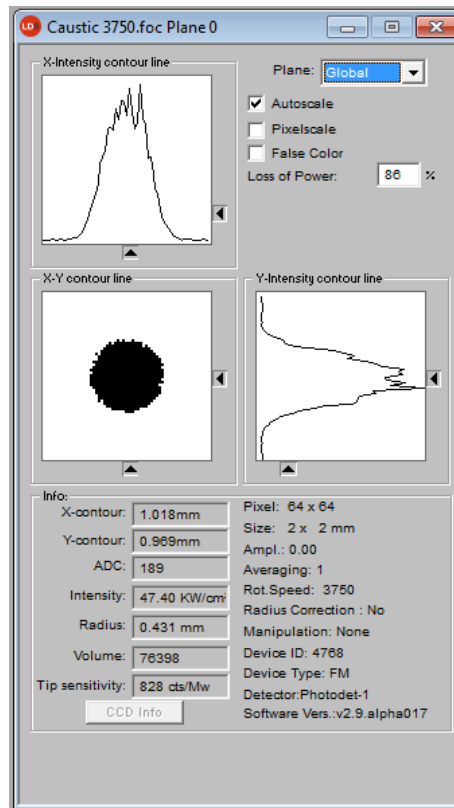 LD Caustic 3750.foc Plane 0
X-Intensity contour line
Plane: Global
Autoscale
Pixelscale
False Color
Loss of Power: 86 %
X-Y contour line
Y-Intensity contour line
Info:
X-contour: 1.018mm
Y-contour: 0.969mm
ADC: 189
Intensity: 47.40 KW/cm²
Radius: 0.431 mm
Volume: 76398
Tip sensitivity: 828 cts/Mw
CCD Info
Pixel: 64 x 64
Size: 2 x 2 mm
Ampl.: 0.00
Averaging: 1
Rot.Speed: 3750
Radius Correction : No
Manipulation: None
Device ID: 4768
Device Type: FM
Detector:Photodet-1
Software Vers.:v2.9.alpha017